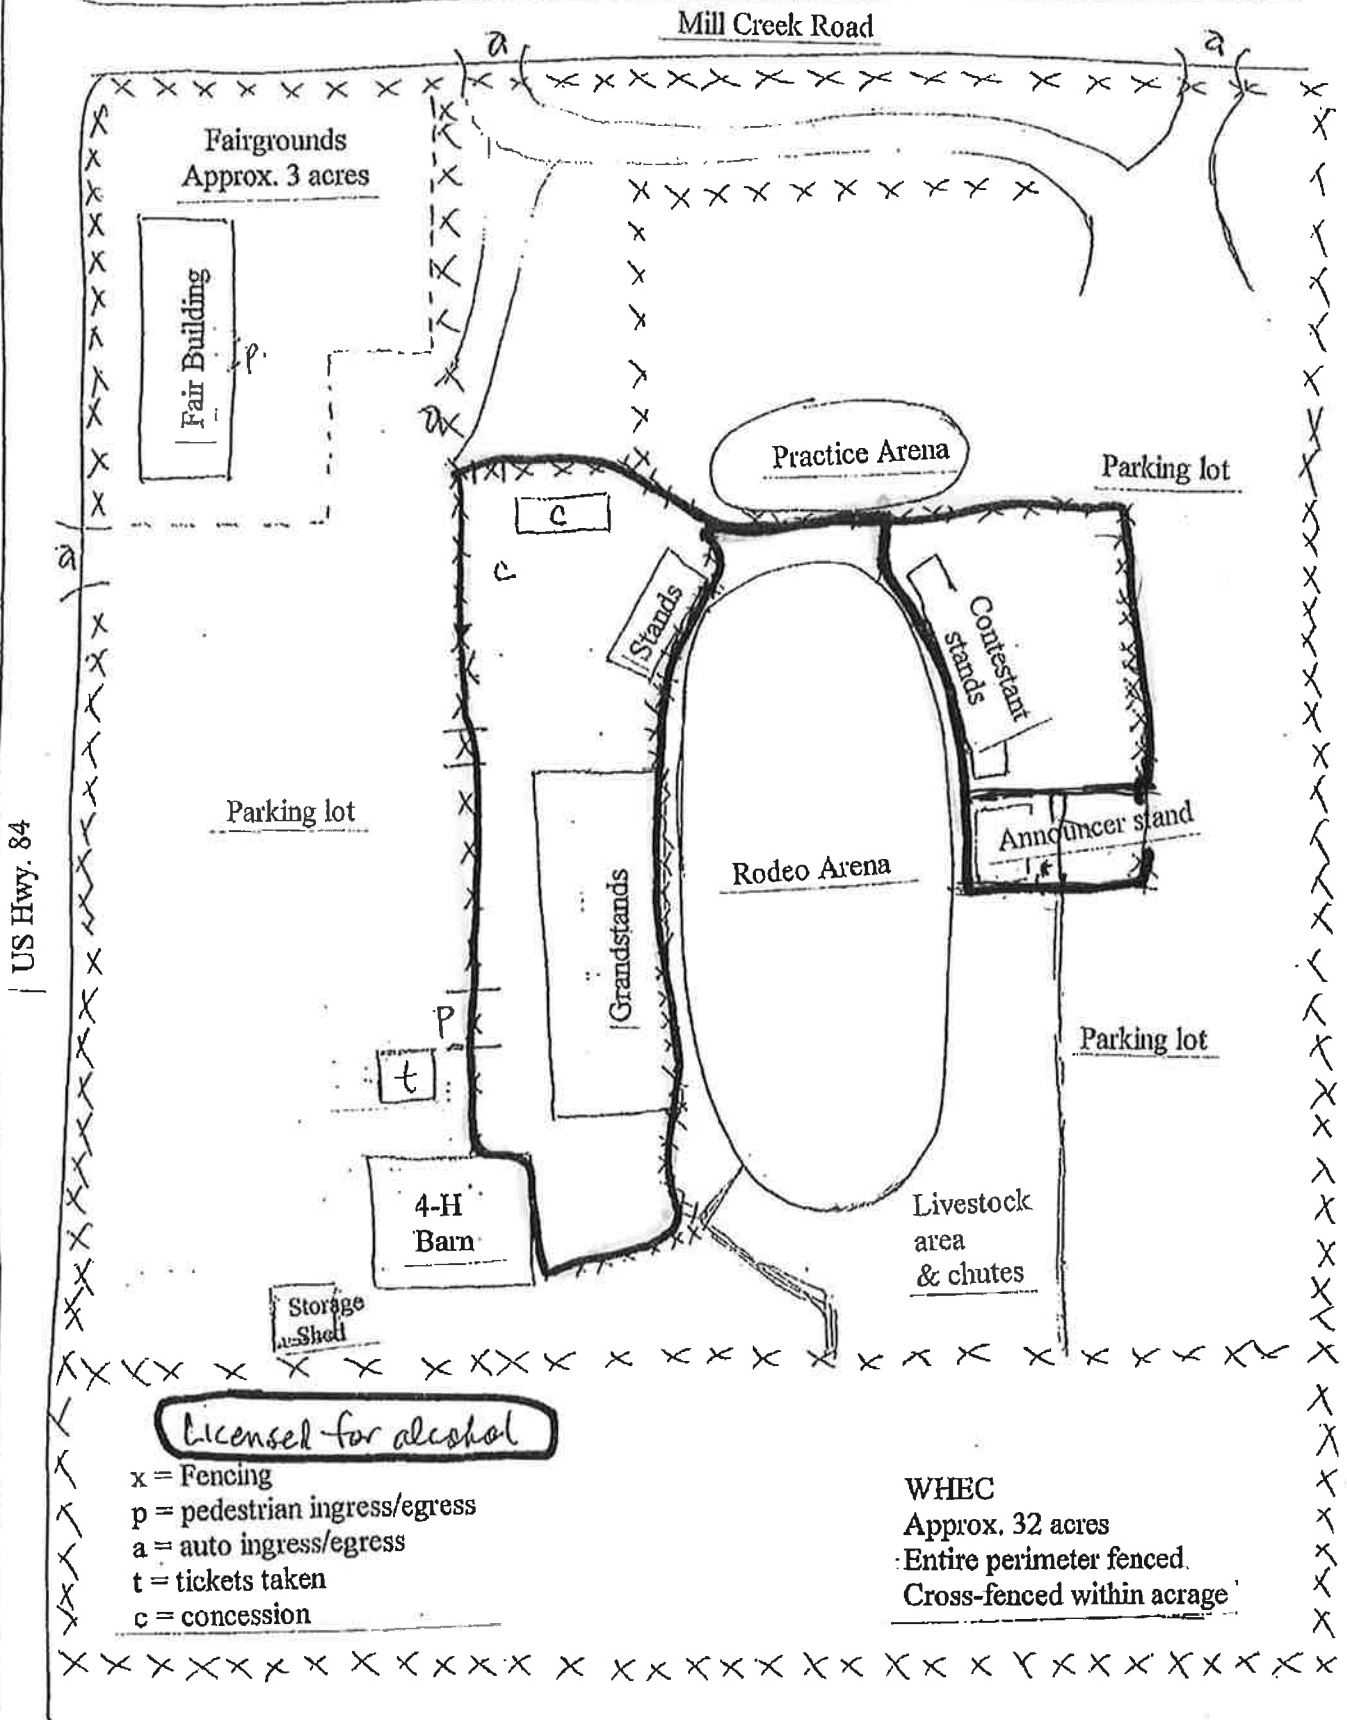 Mill Creek Road
a
a
Fairgrounds
Approx. 3 acres
Fair Building
p.
a
Practice Arena
Parking lot
c
c
a
Stands
Contestant
stands
Parking lot
US Hwy. 84
Announcer stand
Rodeo Arena
Grandstands
p
t
Parking lot
4-H
Barn
Livestock
area
& chutes
Storage
Shed
Licensed for alcohol
x = Fencing
p = pedestrian ingress/egress
a = auto ingress/egress
t = tickets taken
c = concession
WHEC
Approx. 32 acres
Entire perimeter fenced.
Cross-fenced within acrage